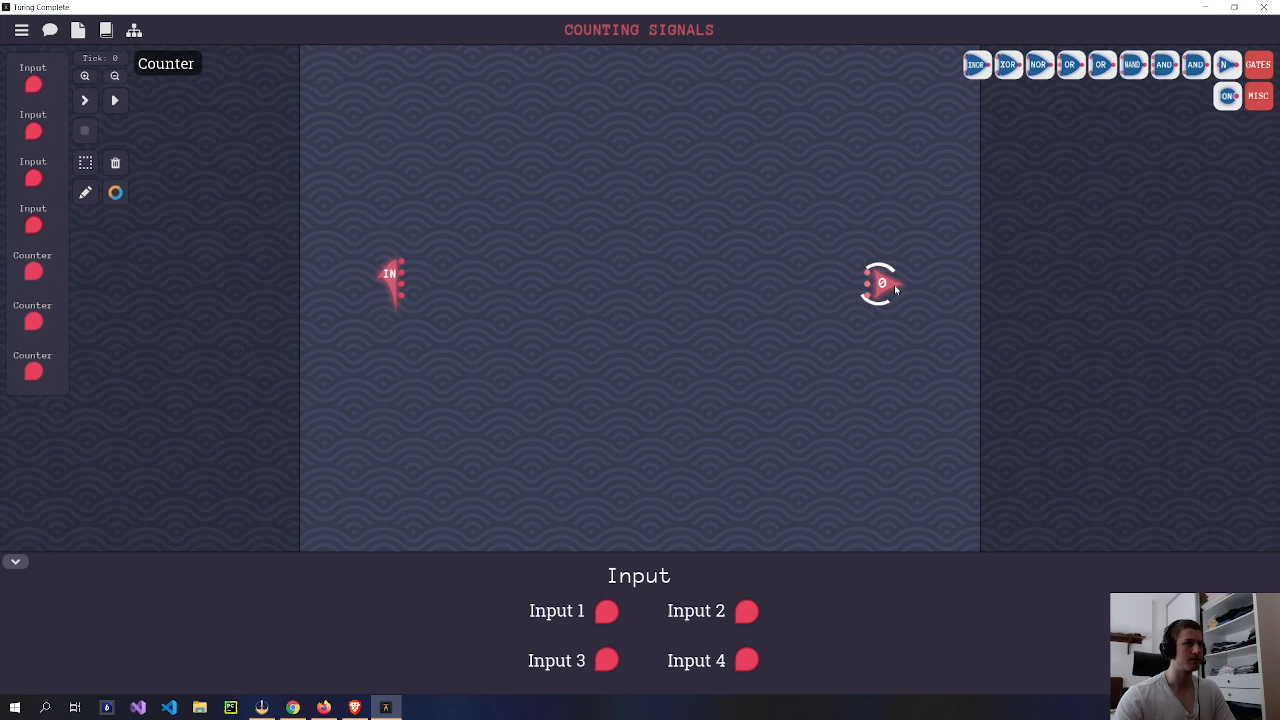 Turing Complete
COUNTING SIGNALS
Tick: 0
Counter
Input
Input
Input
Input
Counter
Counter
Counter
IN
0
XOR
NOR
OR
OR
NAND
AND
AND
N
GATES
ON
MISC
Input
Input 1
Input 2
Input 3
Input 4